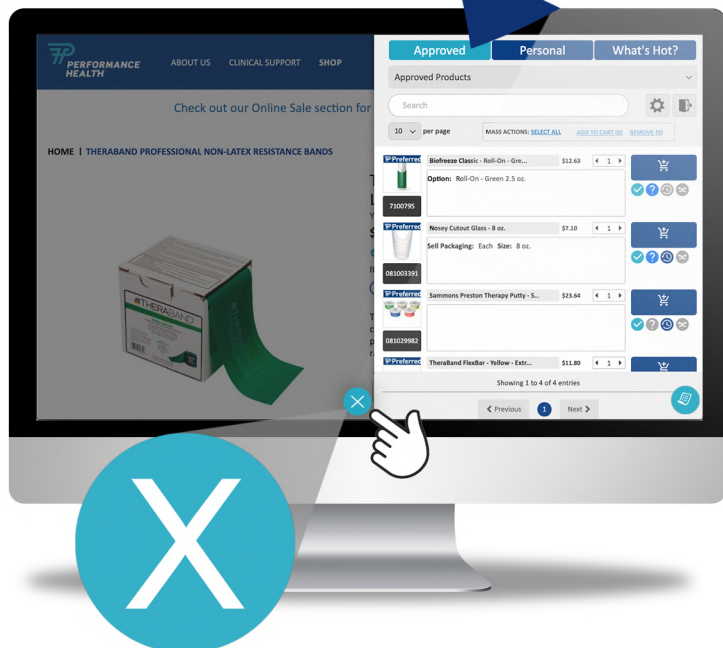 PERFORMANCE
HEALTH
ABOUT US CLINICAL SUPPORT SHOP
Check out our Online Sale section for
HOME | THERABAND PROFESSIONAL NON-LATEX RESISTANCE BANDS
THERABAND
Approved Personal What's Hot?
Approved Products
Search
10 per page MASS ACTIONS: SELECT ALL ADD TO CART (0) REMOVE (0)
Preferred Biofreeze Classic - Roll-On - Gre... $12.63 1
Option: Roll-On - Green 2.5 oz.
7100795
Preferred Nosey Cutout Glass - 8 oz. $7.10 1
Sell Packaging: Each Size: 8 oz.
081003391
Preferred Sammons Preston Therapy Putty - S... $23.64 1
081029982
Preferred TheraBand FlexBar - Yellow - Extr... $11.80 1
Showing 1 to 4 of 4 entries
Previous 1 Next
X
X